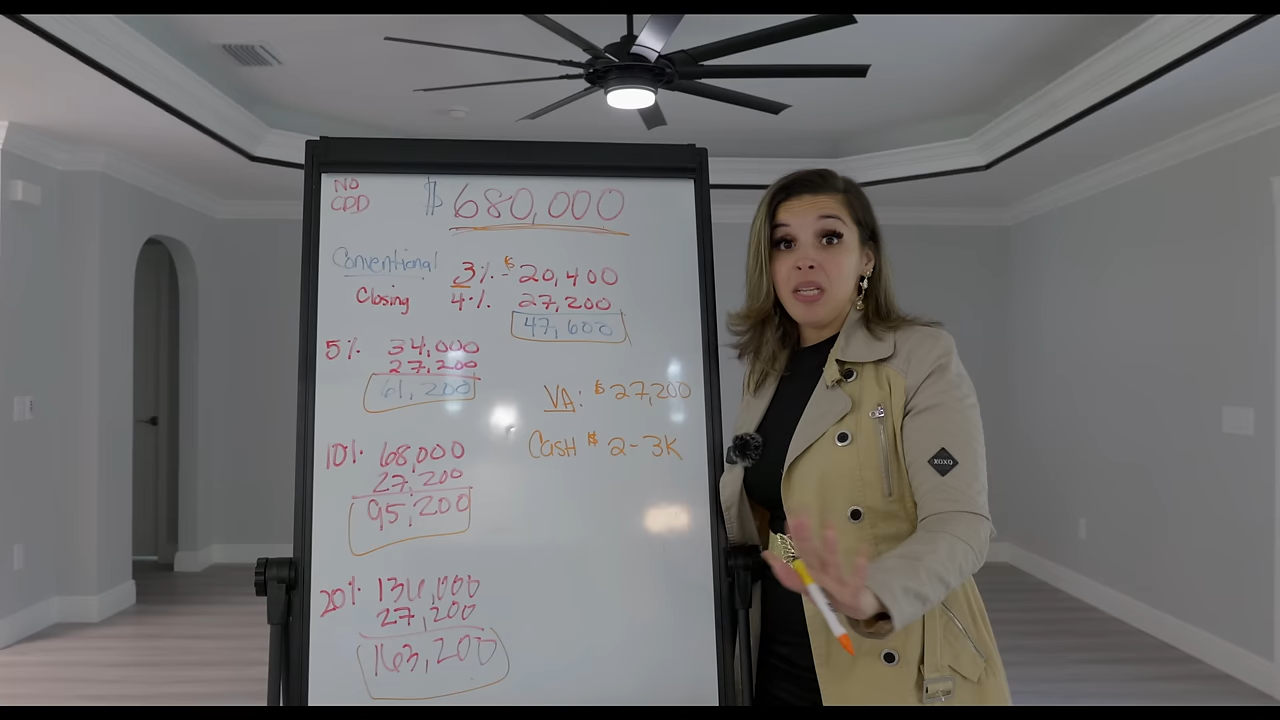 NO
CDD
$ 680,000
Conventional 3% - $ 20,400
Closing 4% 27,200
47,600
5% 34,000
27,200
61,200
VA: $ 27,200
Cash $ 2-3K
10% 68,000
27,200
95,200
20% 136,000
27,200
163,200
XOXO